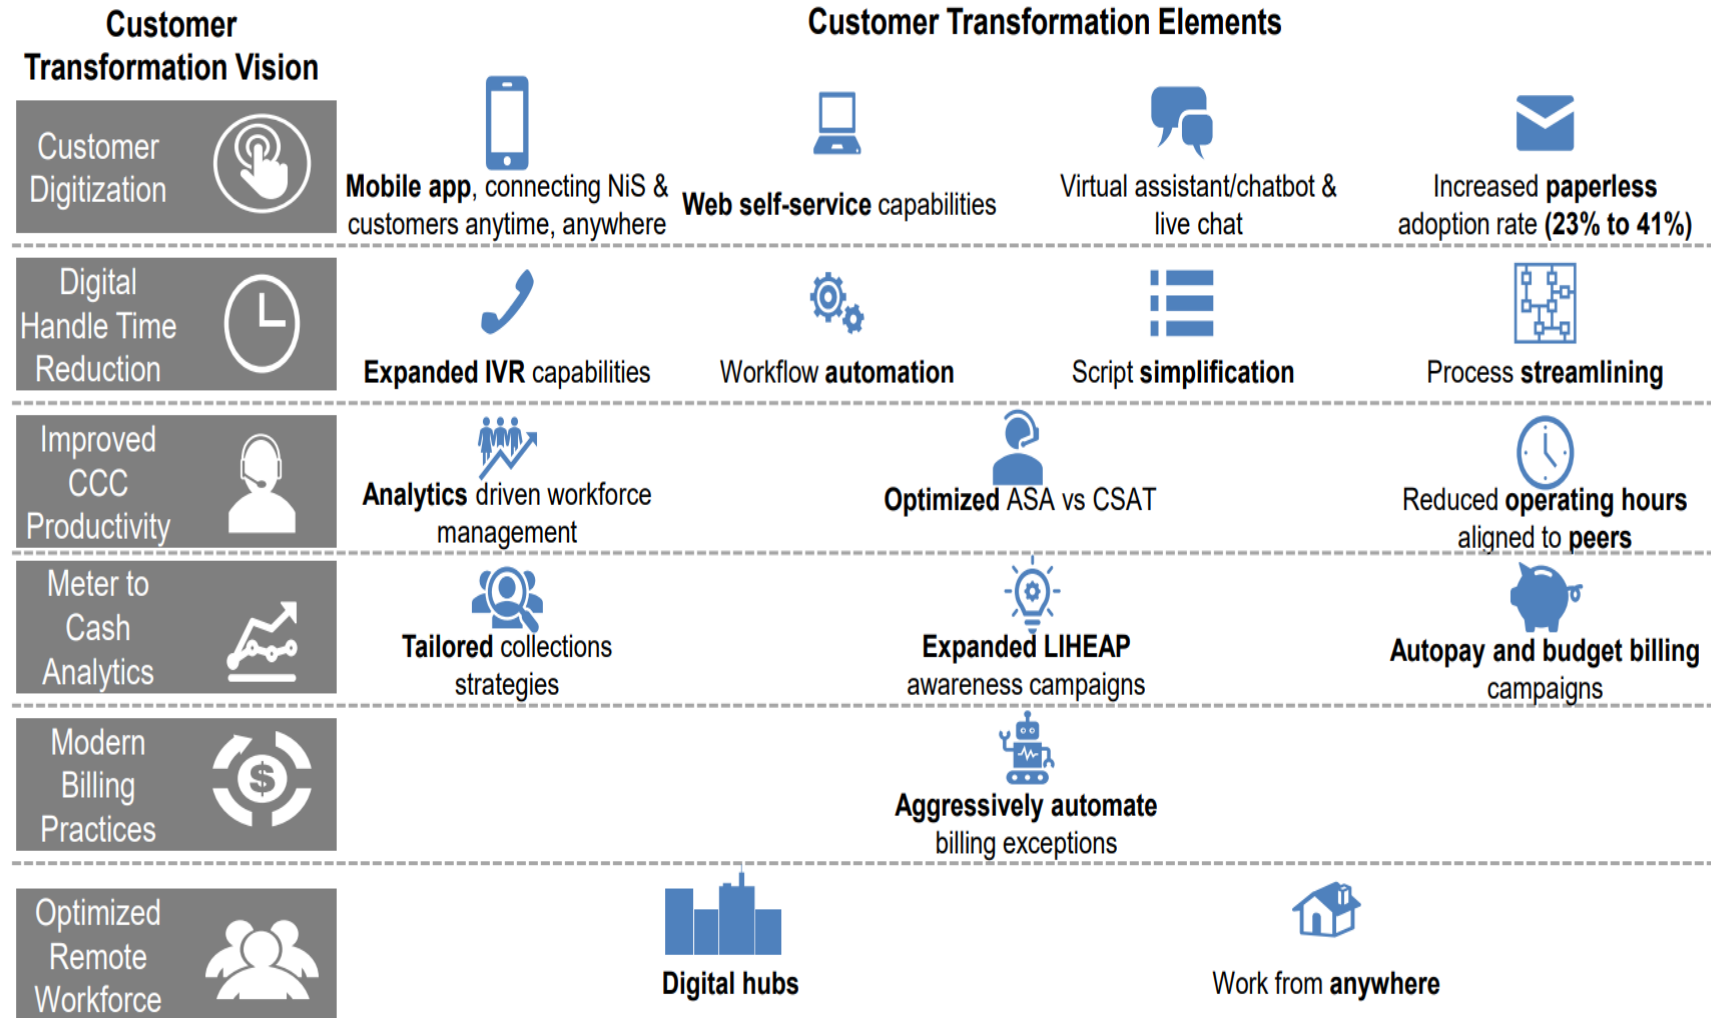 Customer
Transformation Vision
Customer Transformation Elements
Customer
Digitization
Mobile app, connecting NiS &
customers anytime, anywhere
Web self-service capabilities
Virtual assistant/chatbot &
live chat
Increased paperless
adoption rate (23% to 41%)
Digital
Handle Time
Reduction
Expanded IVR capabilities
Workflow automation
Script simplification
Process streamlining
Improved
CCC
Productivity
Analytics driven workforce
management
Optimized ASA vs CSAT
Reduced operating hours
aligned to peers
Meter to
Cash
Analytics
Tailored collections
strategies
Expanded LIHEAP
awareness campaigns
Autopay and budget billing
campaigns
Modern
Billing
Practices
$
Aggressively automate
billing exceptions
Optimized
Remote
Workforce
Digital hubs
Work from anywhere